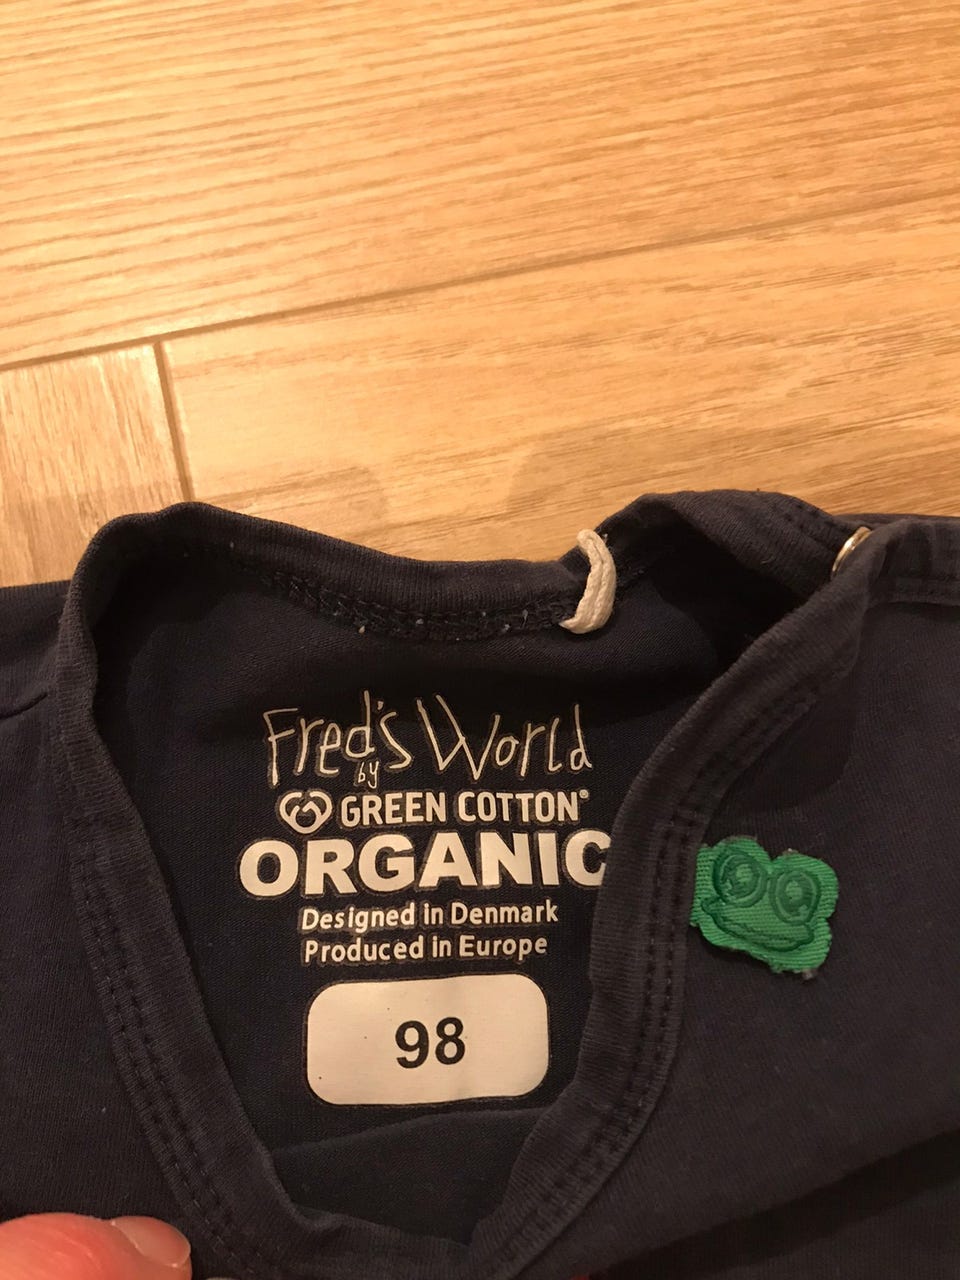 Fred's World
by
GREEN COTTON®
ORGANIC
Designed in Denmark
Produced in Europe
98